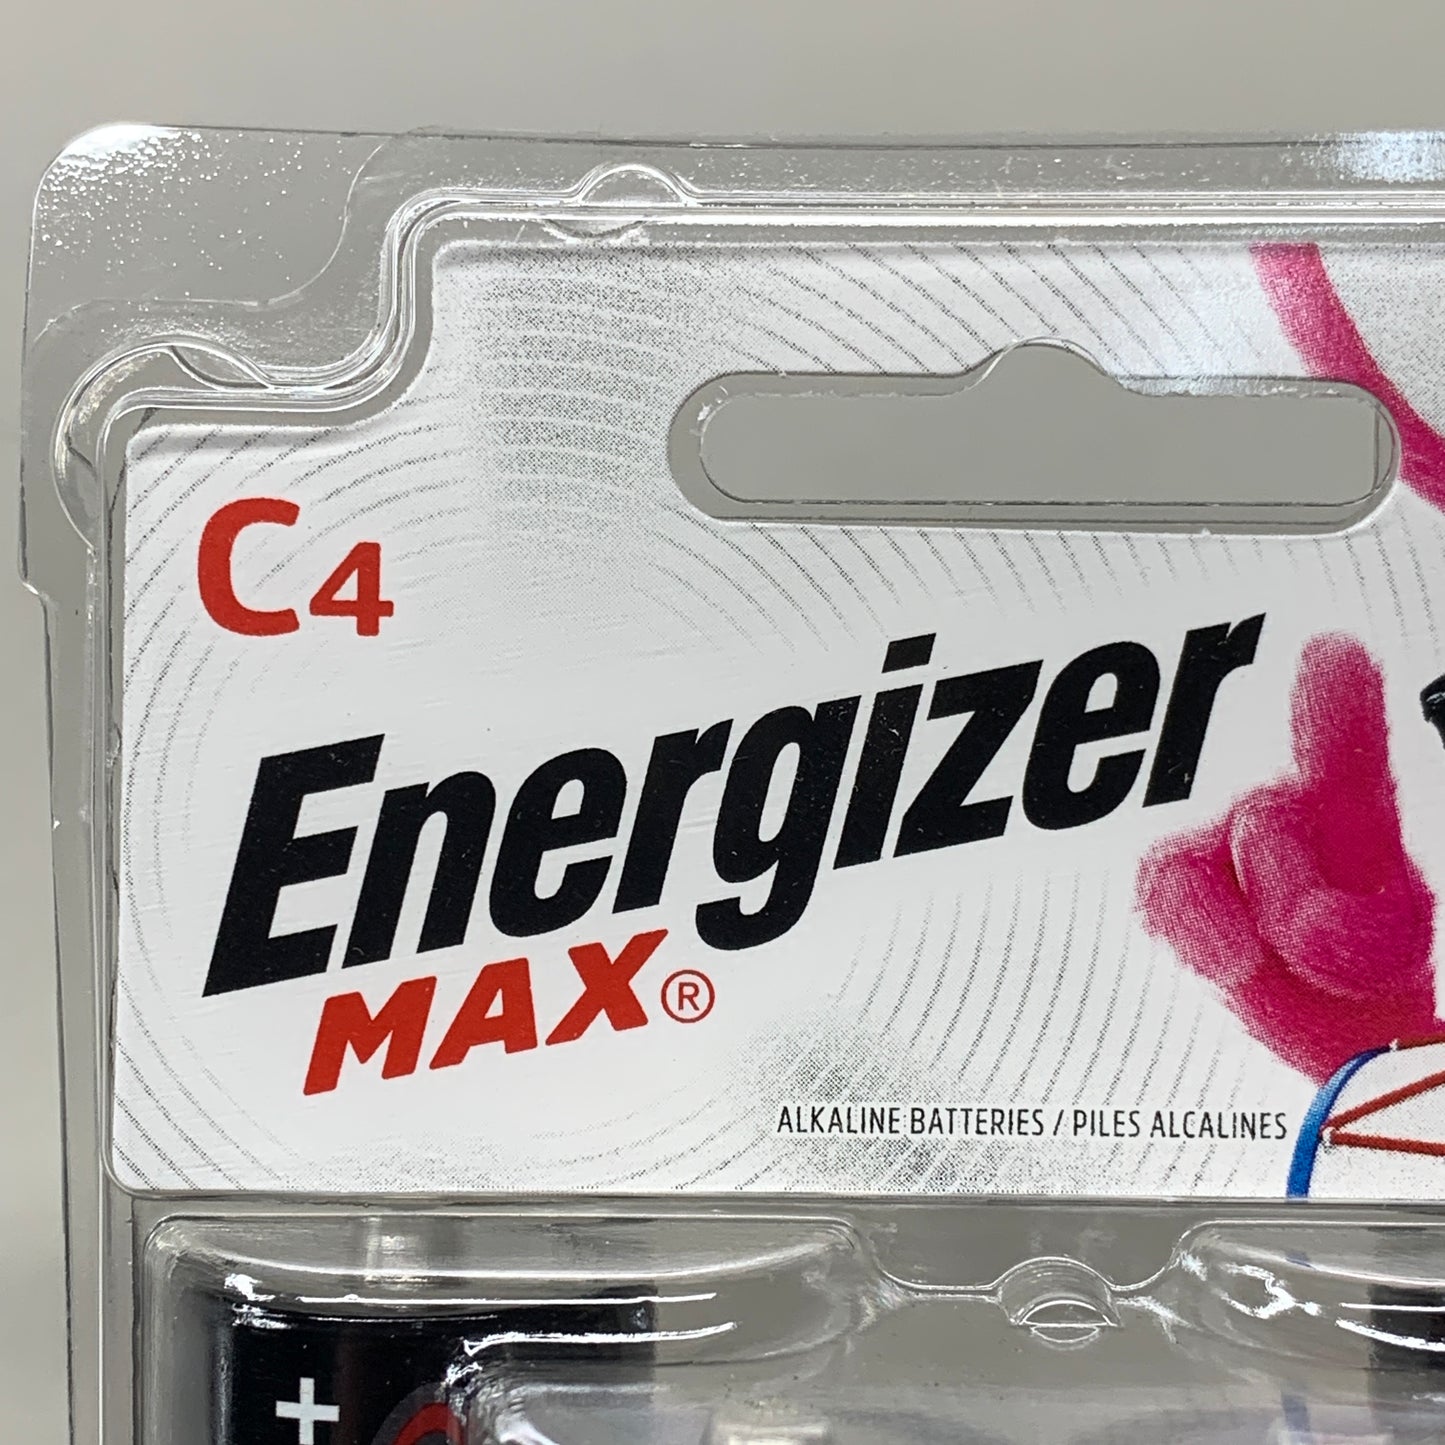 C4
Energizer
MAX®
ALKALINE BATTERIES / PILES ALCALINES
+